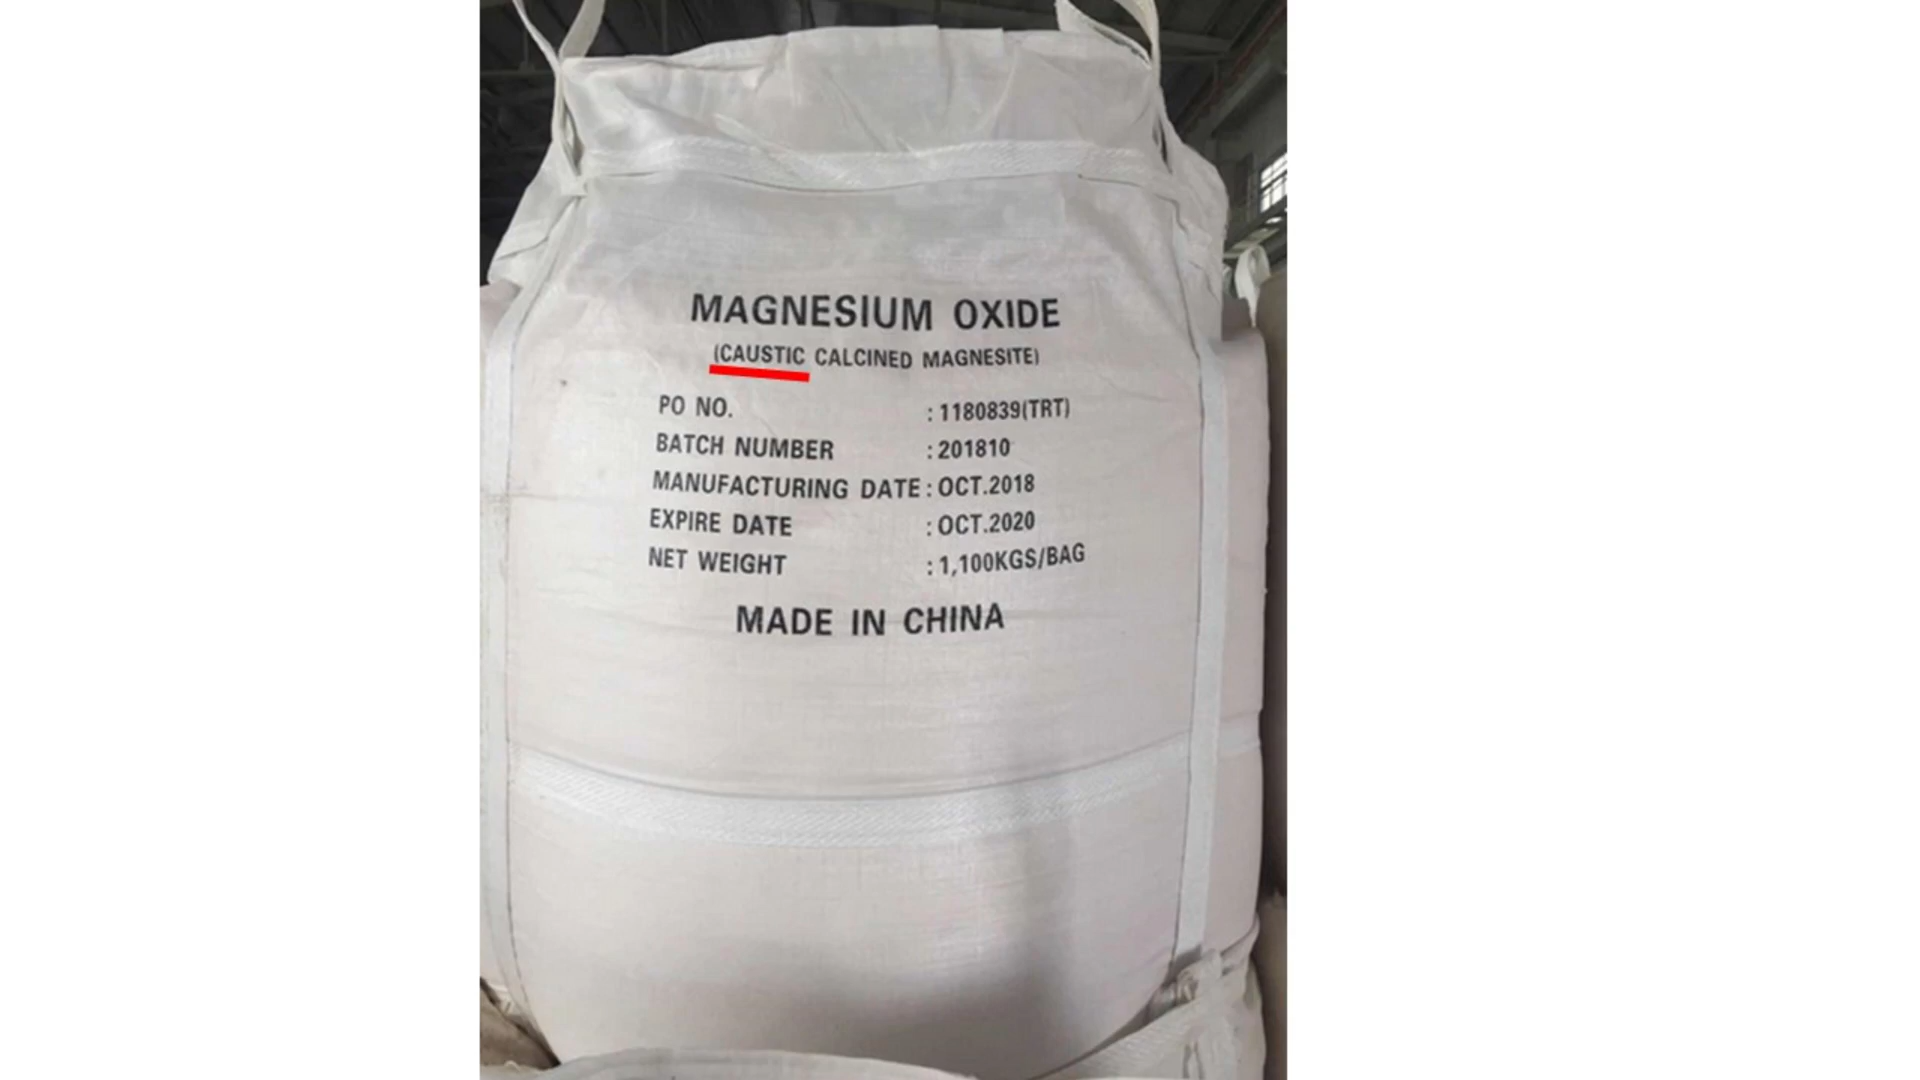 MAGNESIUM OXIDE
(CAUSTIC CALCINED MAGNESITE)
PO NO. : 1180839(TRT)
BATCH NUMBER : 201810
MANUFACTURING DATE : OCT.2018
EXPIRE DATE : OCT.2020
NET WEIGHT : 1,100KGS/BAG
MADE IN CHINA